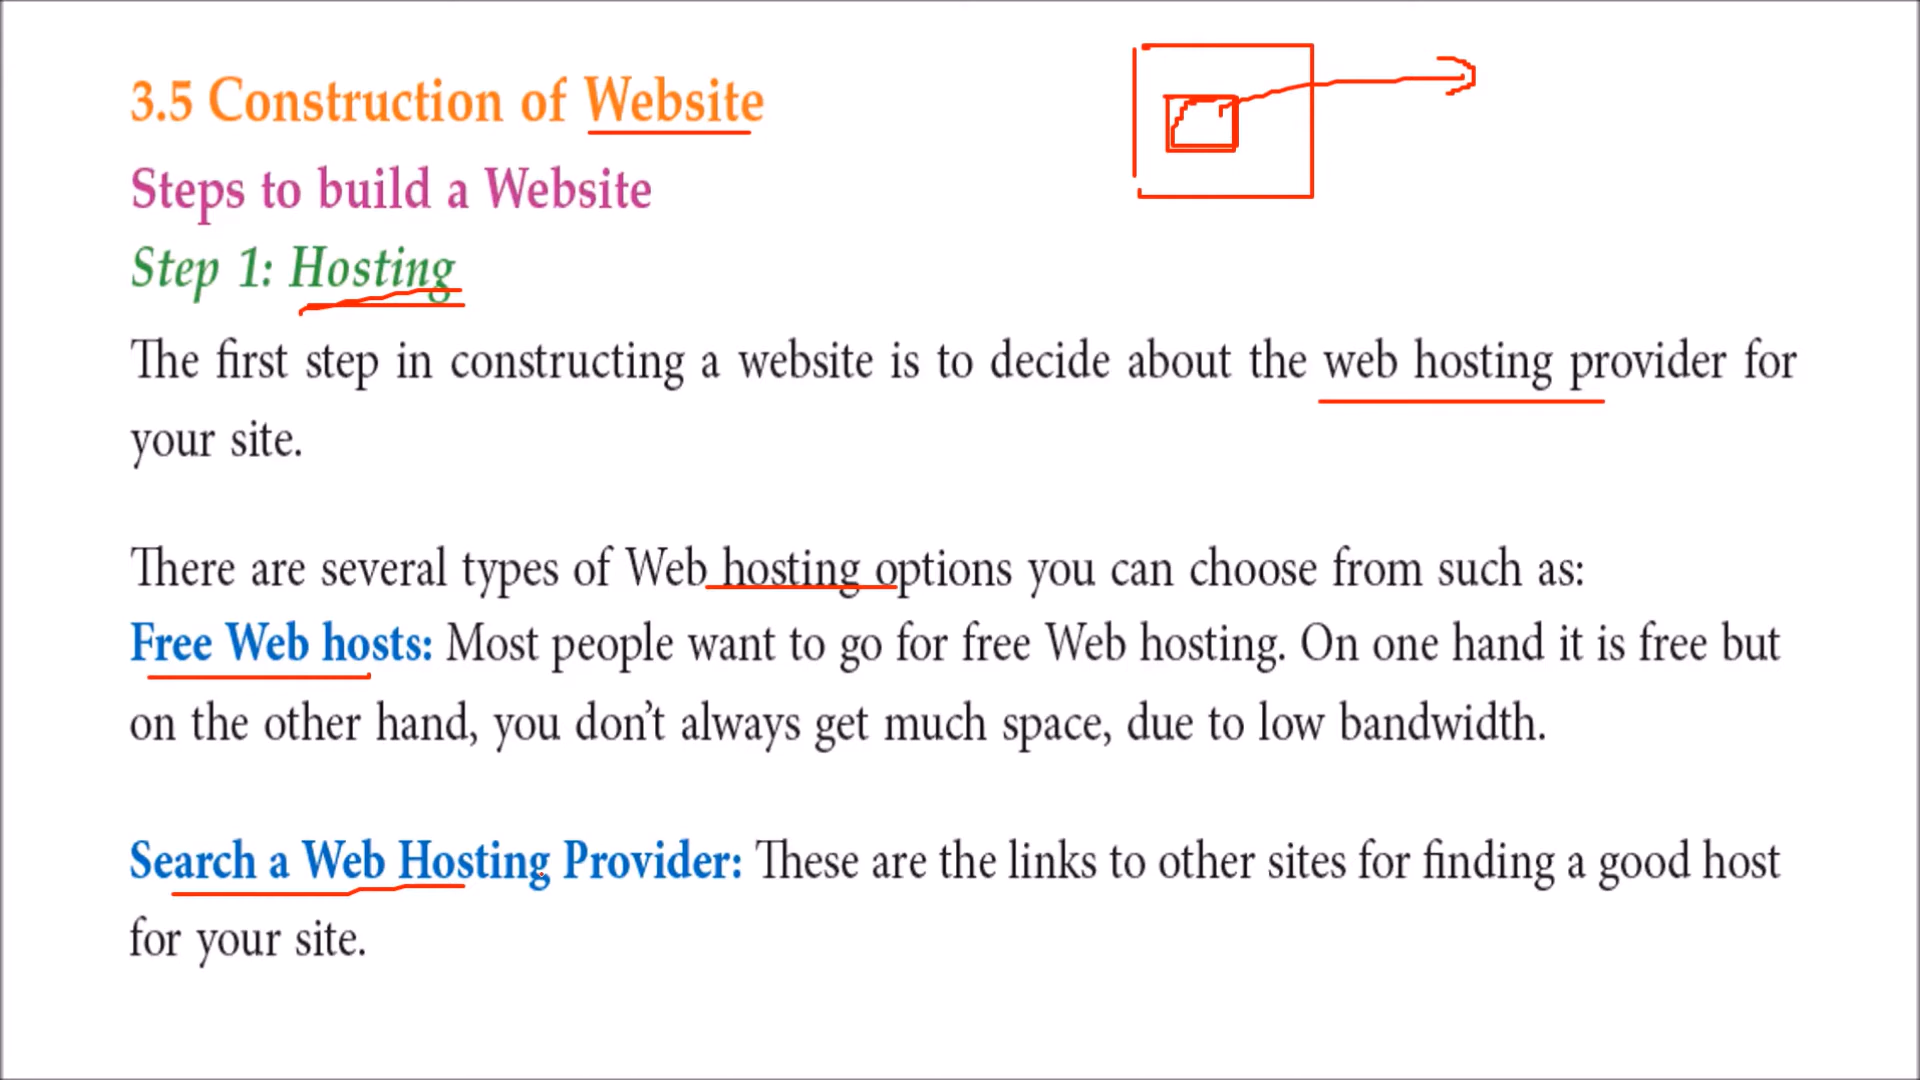 3.5 Construction of Website
Steps to build a Website
Step 1: Hosting
The first step in constructing a website is to decide about the web hosting provider for
your site.
There are several types of Web hosting options you can choose from such as:
Free Web hosts: Most people want to go for free Web hosting. On one hand it is free but
on the other hand, you don’t always get much space, due to low bandwidth.
Search a Web Hosting Provider: These are the links to other sites for finding a good host
for your site.